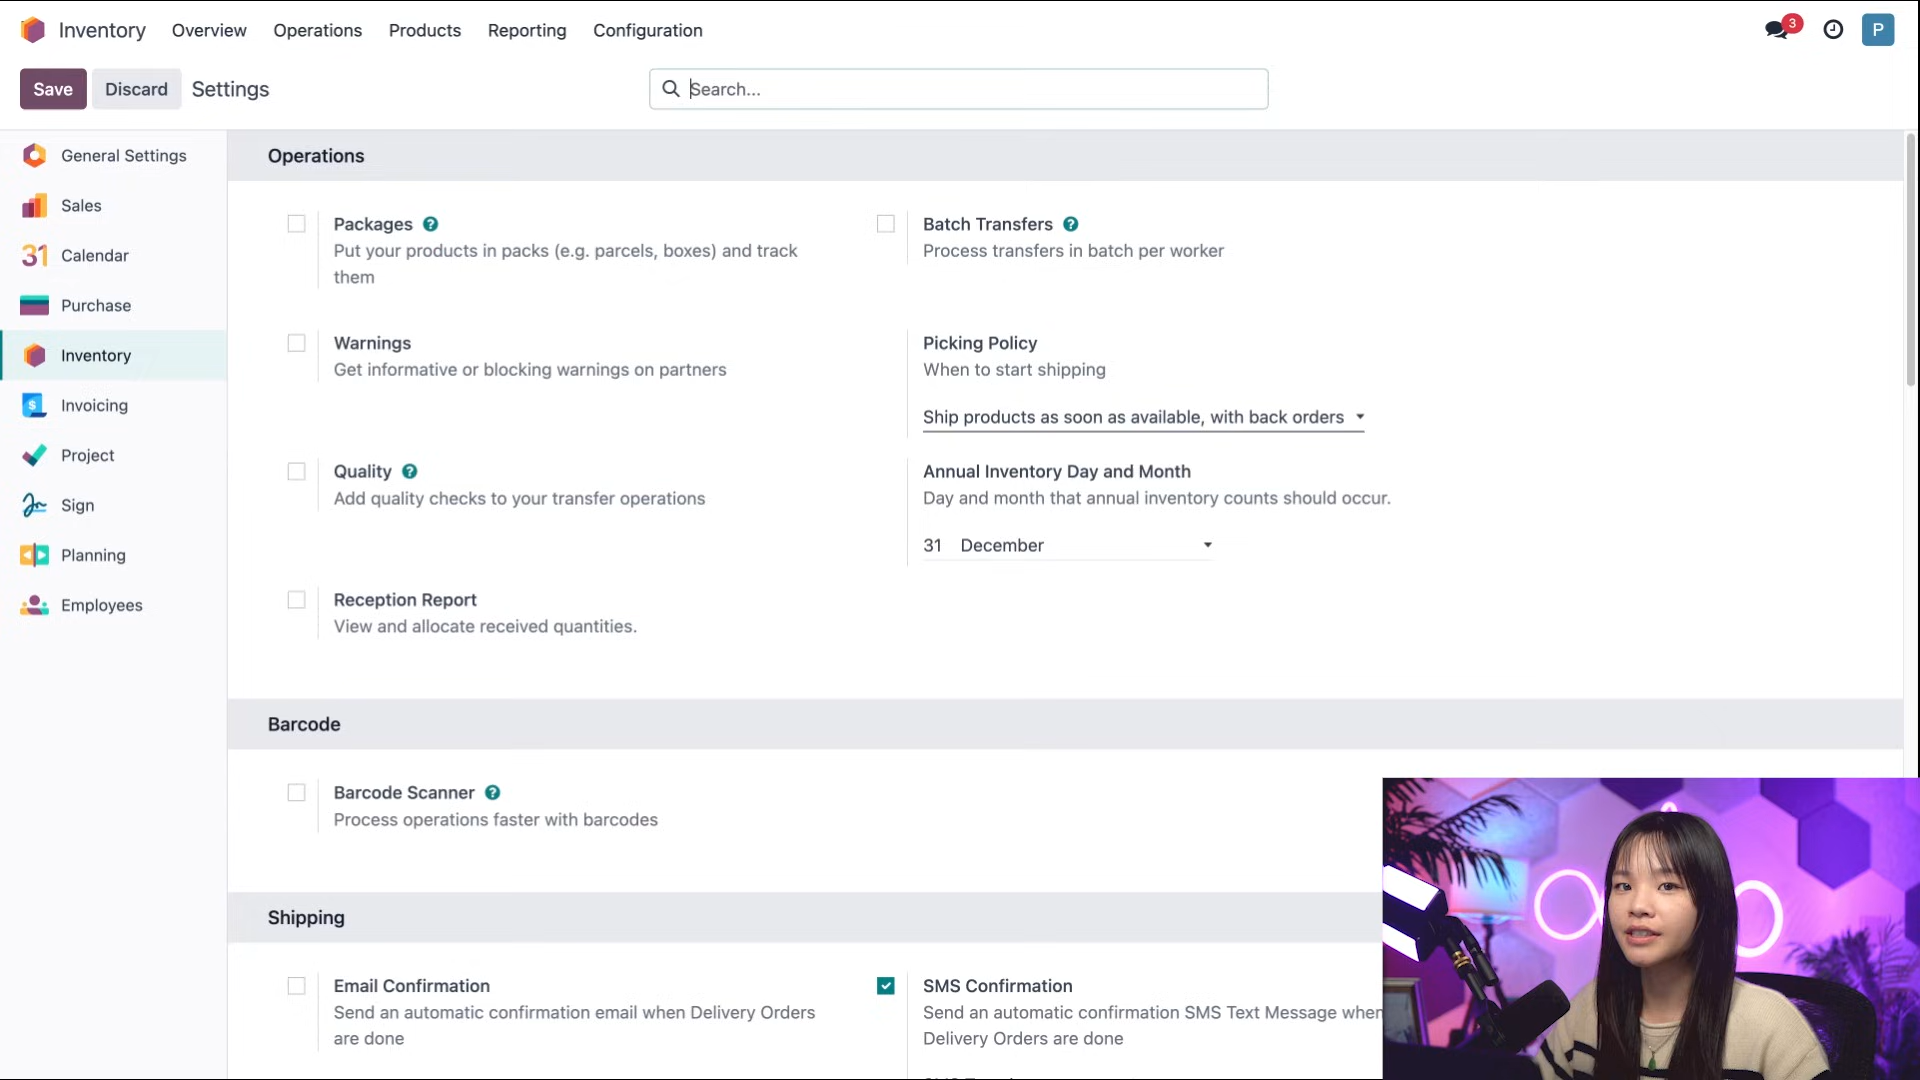 Inventory Overview Operations Products Reporting Configuration 3 P
Save Discard Settings Search...
General Settings
Sales
31 Calendar
Purchase
Inventory
$ Invoicing
Project
Sign
Planning
Employees
Operations
Packages ?
Put your products in packs (e.g. parcels, boxes) and track
them
Batch Transfers ?
Process transfers in batch per worker
Warnings
Get informative or blocking warnings on partners
Picking Policy
When to start shipping
Ship products as soon as available, with back orders
Quality ?
Add quality checks to your transfer operations
Annual Inventory Day and Month
Day and month that annual inventory counts should occur.
31 December
Reception Report
View and allocate received quantities.
Barcode
Barcode Scanner ?
Process operations faster with barcodes
Shipping
Email Confirmation
Send an automatic confirmation email when Delivery Orders
are done
SMS Confirmation
Send an automatic confirmation SMS Text Message when
Delivery Orders are done